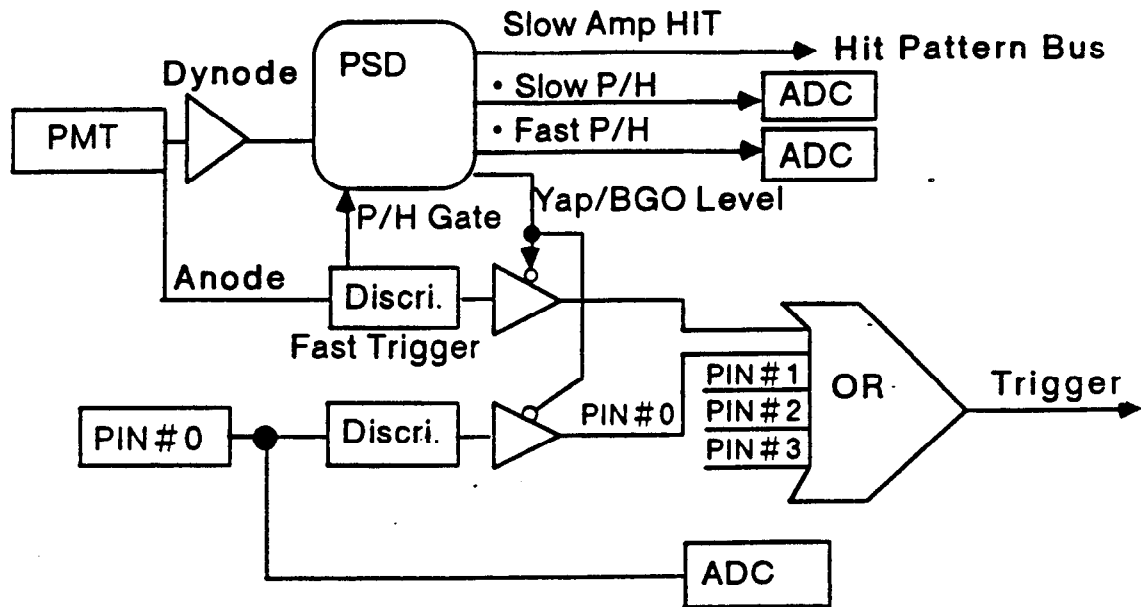 Slow Amp HIT
Hit Pattern Bus
PSD
Dynode
• Slow P/H
ADC
PMT
• Fast P/H
ADC
P/H Gate
Yap/BGO Level
Anode
Discri.
Fast Trigger
PIN#1
OR
Trigger
PIN#0
Discri.
PIN#0
PIN#2
PIN#3
ADC